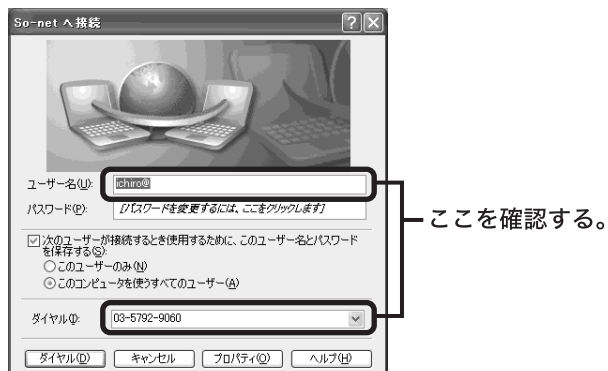 So-net へ接続
ユーザー名(U): ichiro@
パスワード(P): [パスワードを変更するには、ここをクリックします]
ここを確認する。
次のユーザーが接続するとき使用するために、このユーザー名とパスワード
を保存する(S):
このユーザーのみ(N)
このコンピュータを使うすべてのユーザー(A)
ダイヤル(I): 03-5792-9060
ダイヤル(D) キャンセル プロパティ(O) ヘルプ(H)